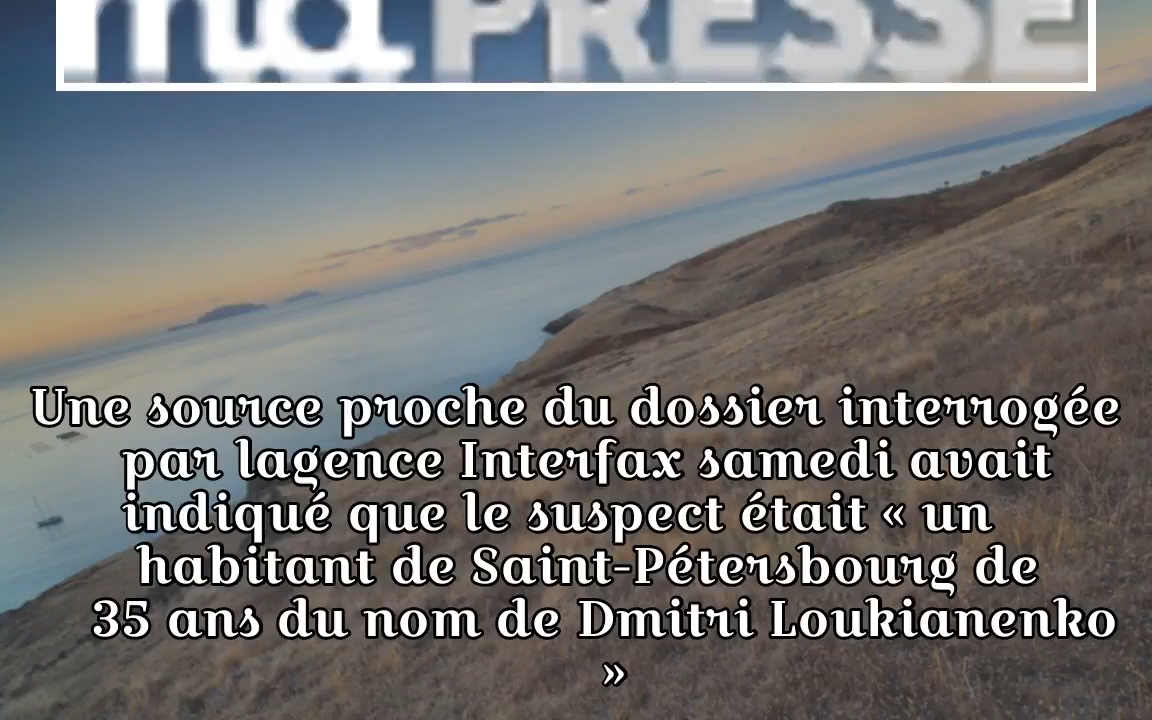 ma PRESSE
Une source proche du dossier interrogée
par lagence Interfax samedi avait
indiqué que le suspect était « un
habitant de Saint-Pétersbourg de
35 ans du nom de Dmitri Loukianenko
»